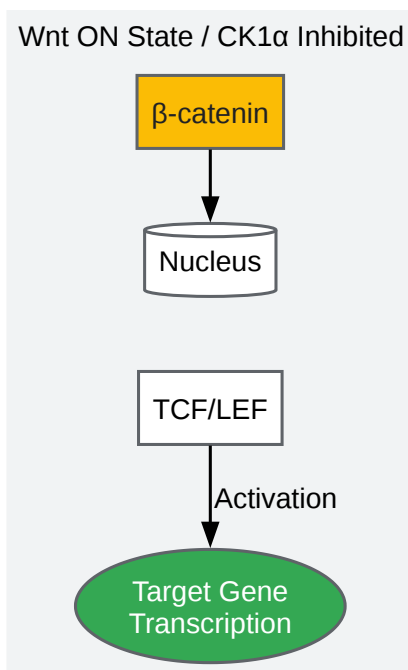 Wnt ON State / CK1α Inhibited
β-catenin
Nucleus
TCF/LEF
Activation
Target Gene
Transcription